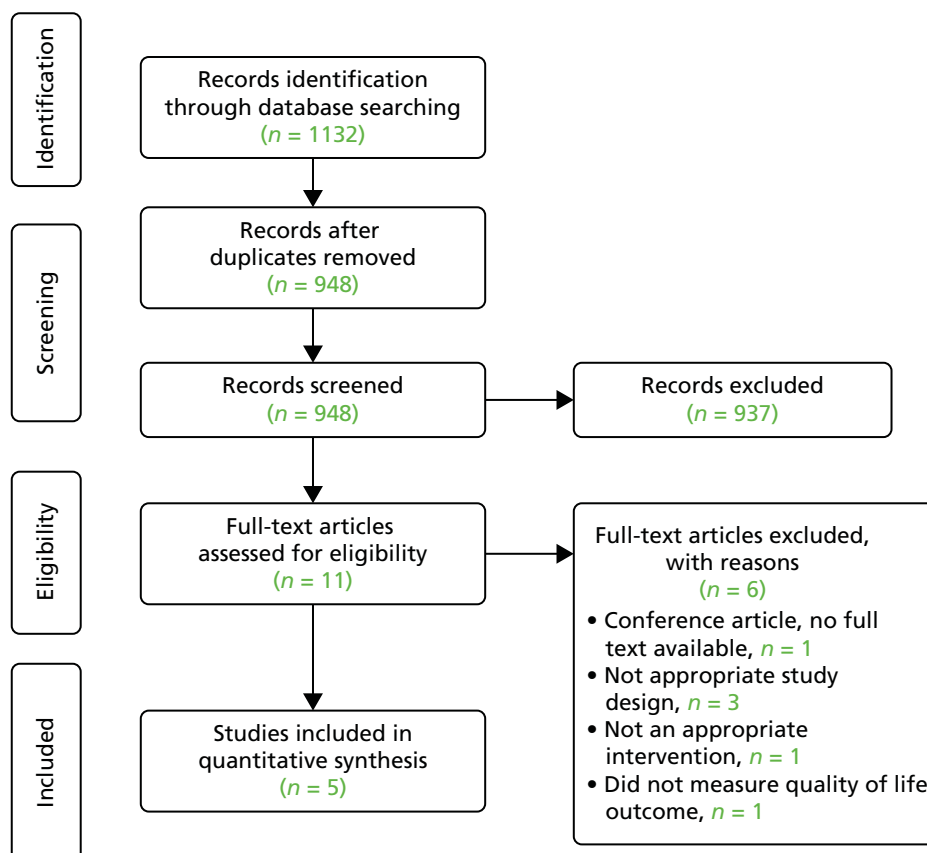 Identification
Records identification
through database searching
(n = 1132)
Screening
Records after
duplicates removed
(n = 948)
Records screened
(n = 948)
Records excluded
(n = 937)
Eligibility
Full-text articles
assessed for eligibility
(n = 11)
Full-text articles excluded,
with reasons
(n = 6)
• Conference article, no full
text available, n = 1
• Not appropriate study
design, n = 3
• Not an appropriate
intervention, n = 1
• Did not measure quality of life
outcome, n = 1
Included
Studies included in
quantitative synthesis
(n = 5)